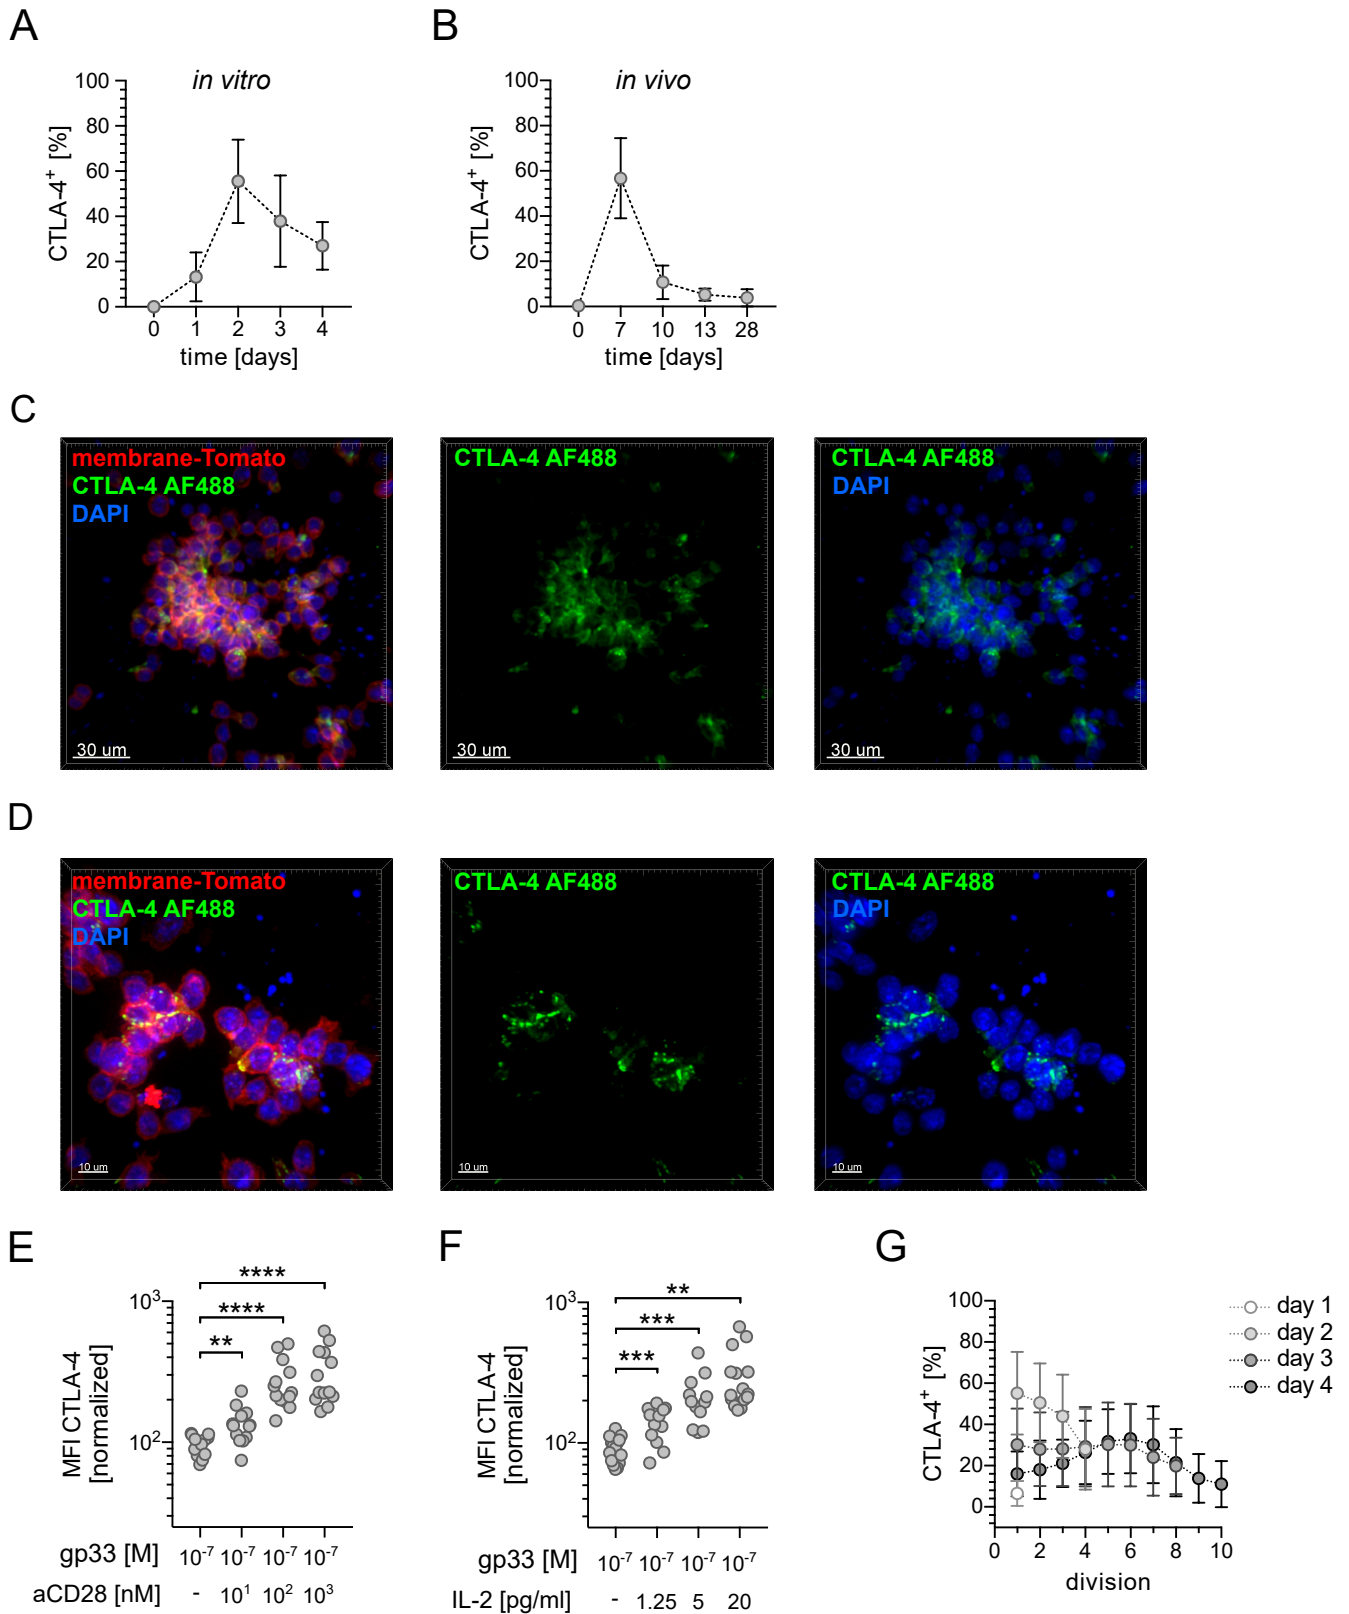 A
B
in vitro
in vivo
CTLA-4+ [%]
100
80
60
40
20
0
0 1 2 3 4
time [days]
CTLA-4+ [%]
100
80
60
40
20
0
0 7 10 13 28
time [days]
C
membrane-Tomato
CTLA-4 AF488
DAPI
30 um
CTLA-4 AF488
30 um
CTLA-4 AF488
DAPI
30 um
D
membrane-Tomato
CTLA-4 AF488
DAPI
10 um
CTLA-4 AF488
10 um
CTLA-4 AF488
DAPI
10 um
E
MFI CTLA-4
[normalized]
10³
10²
****
****
**
gp33 [M] 10⁻⁷ 10⁻⁷ 10⁻⁷ 10⁻⁷
aCD28 [nM] - 10¹ 10² 10³
F
MFI CTLA-4
[normalized]
10³
10²
**
***
***
gp33 [M] 10⁻⁷ 10⁻⁷ 10⁻⁷ 10⁻⁷
IL-2 [pg/ml] - 1.25 5 20
G
CTLA-4+ [%]
100
80
60
40
20
0
0 2 4 6 8 10
division
day 1
day 2
day 3
day 4